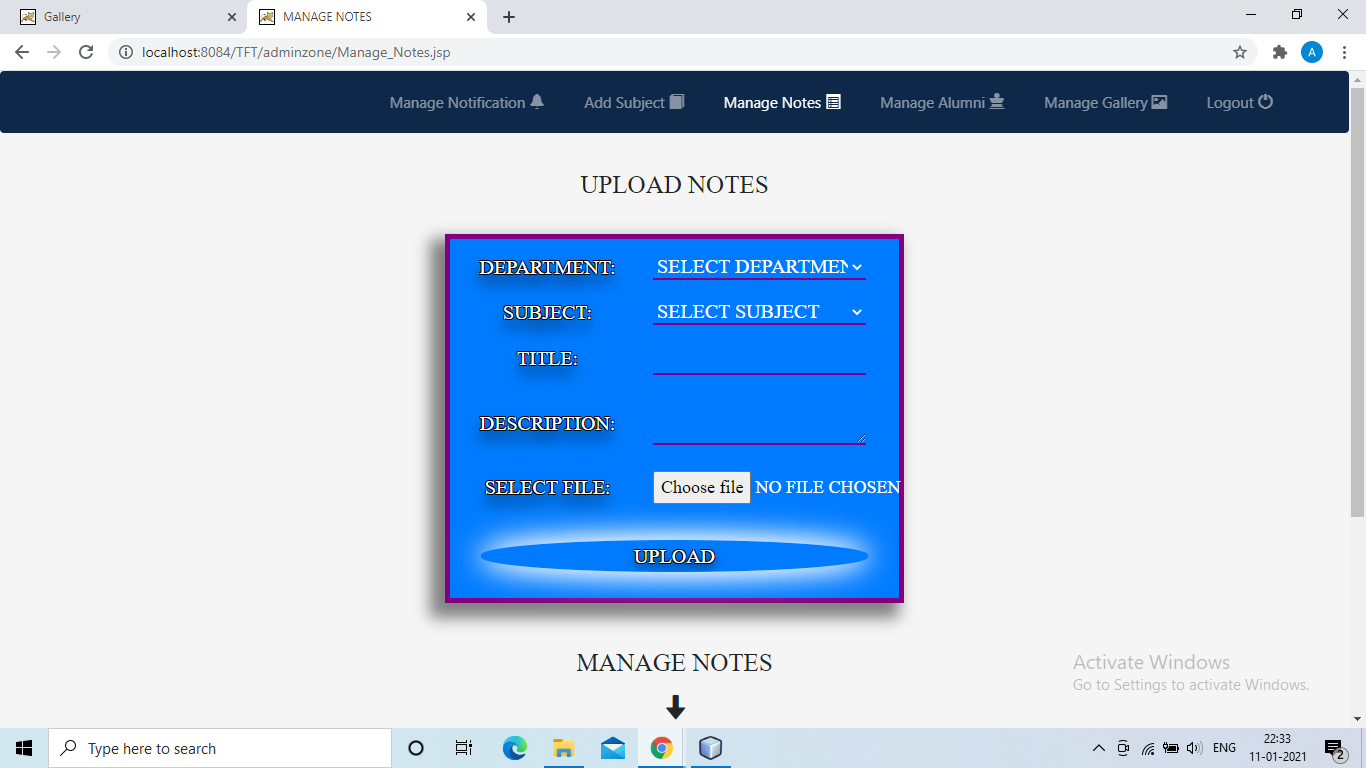 Gallery
MANAGE NOTES
localhost:8084/TFT/adminzone/Manage_Notes.jsp
A
Manage Notification
Add Subject
Manage Notes
Manage Alumni
Manage Gallery
Logout
UPLOAD NOTES
DEPARTMENT: SELECT DEPARTMEN
SUBJECT: SELECT SUBJECT
TITLE:
DESCRIPTION:
SELECT FILE: Choose file NO FILE CHOSEN
UPLOAD
MANAGE NOTES
Activate Windows
Go to Settings to activate Windows.
Type here to search
ENG
22:33
11-01-2021
2